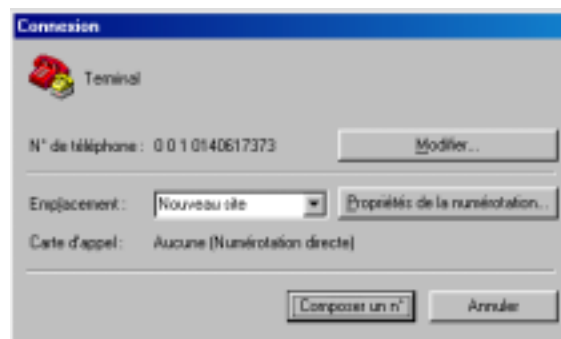 Connexion
Teminal
N° de téléphone : 0 0 1 0140617373 Modifier...
Emplacement : Nouveau site Propriétés de la numérotation...
Carte d'appel : Aucune (Numérotation directe)
Composer un n° Annuler